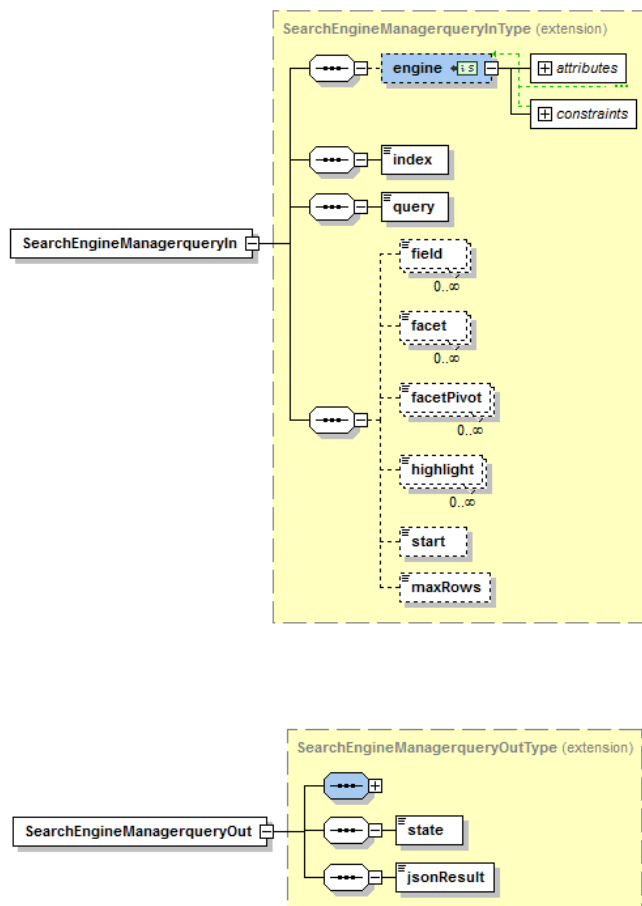 SearchEngineManagerqueryInType (extension)
engine
is
attributes
constraints
index
query
SearchEngineManagerqueryIn
field
0..∞
facet
0..∞
facetPivot
0..∞
highlight
0..∞
start
maxRows
SearchEngineManagerqueryOutType (extension)
SearchEngineManagerqueryOut
state
jsonResult